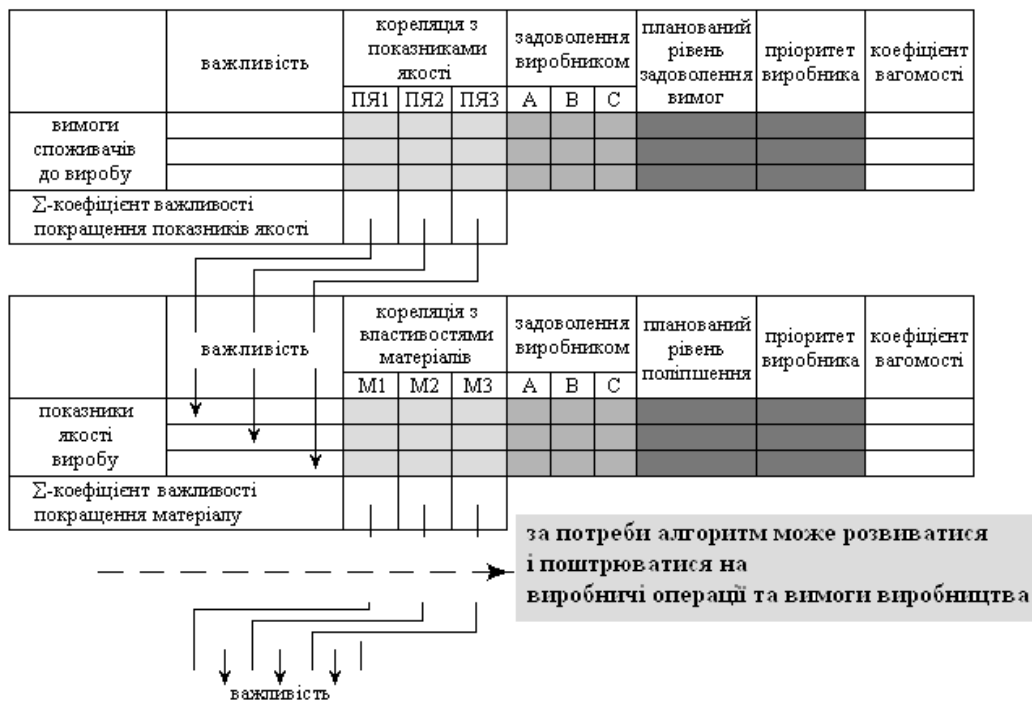 важливість
кореляція з
показниками
якості
задоволення
виробником
планований
рівень
задоволення
вимог
пріоритет
виробника
коефіцієнт
вагомості
ПЯ1 ПЯ2 ПЯ3 А В С
вимоги
споживачів
до виробу
Σ-коефіцієнт важливості
покращення показників якості
важливість
кореляція з
властивостями
матеріалів
задоволення
виробником
планований
рівень
поліпшення
пріоритет
виробника
коефіцієнт
вагомості
М1 М2 М3 А В С
показники
якості
виробу
Σ-коефіцієнт важливості
покращення матеріалу
за потреби алгоритм може розвиватися
і поштрюватися на
виробничі операції та вимоги виробництва
важливість